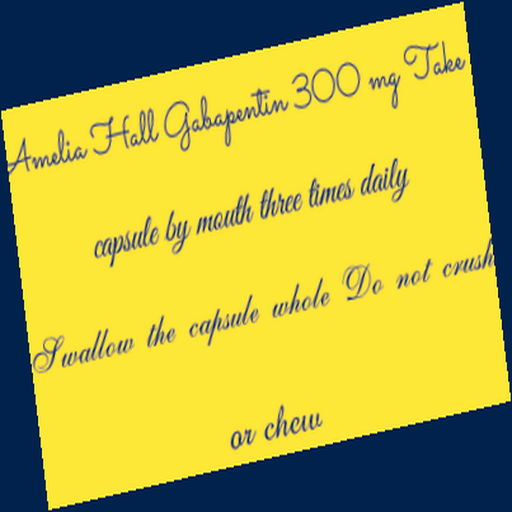 Amelia Hall Gabapentin 300 mg Take
capsule by mouth three times daily
Swallow the capsule whole Do not crush
or chew